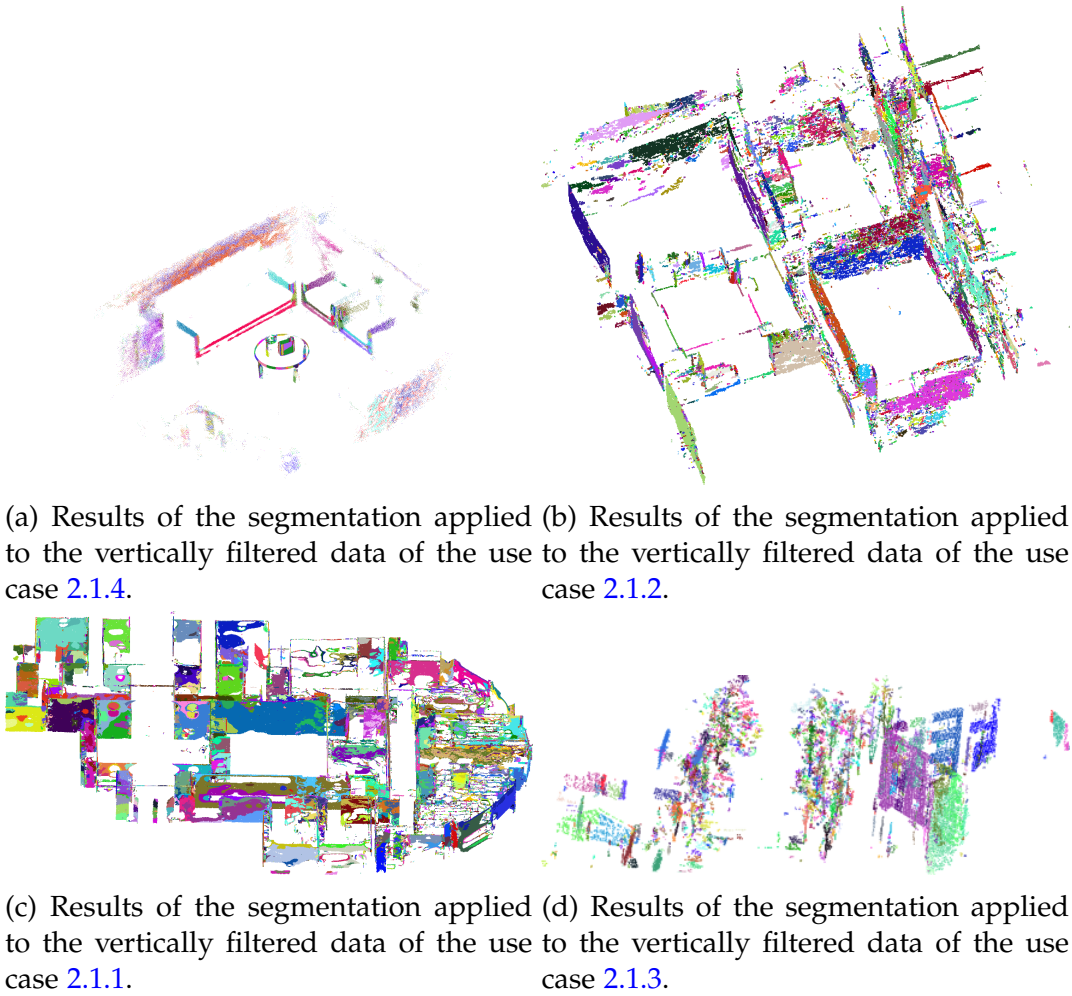 (a) Results of the segmentation applied
to the vertically filtered data of the use
case 2.1.4.
(b) Results of the segmentation applied
to the vertically filtered data of the use
case 2.1.2.
(c) Results of the segmentation applied
to the vertically filtered data of the use
case 2.1.1.
(d) Results of the segmentation applied
to the vertically filtered data of the use
case 2.1.3.